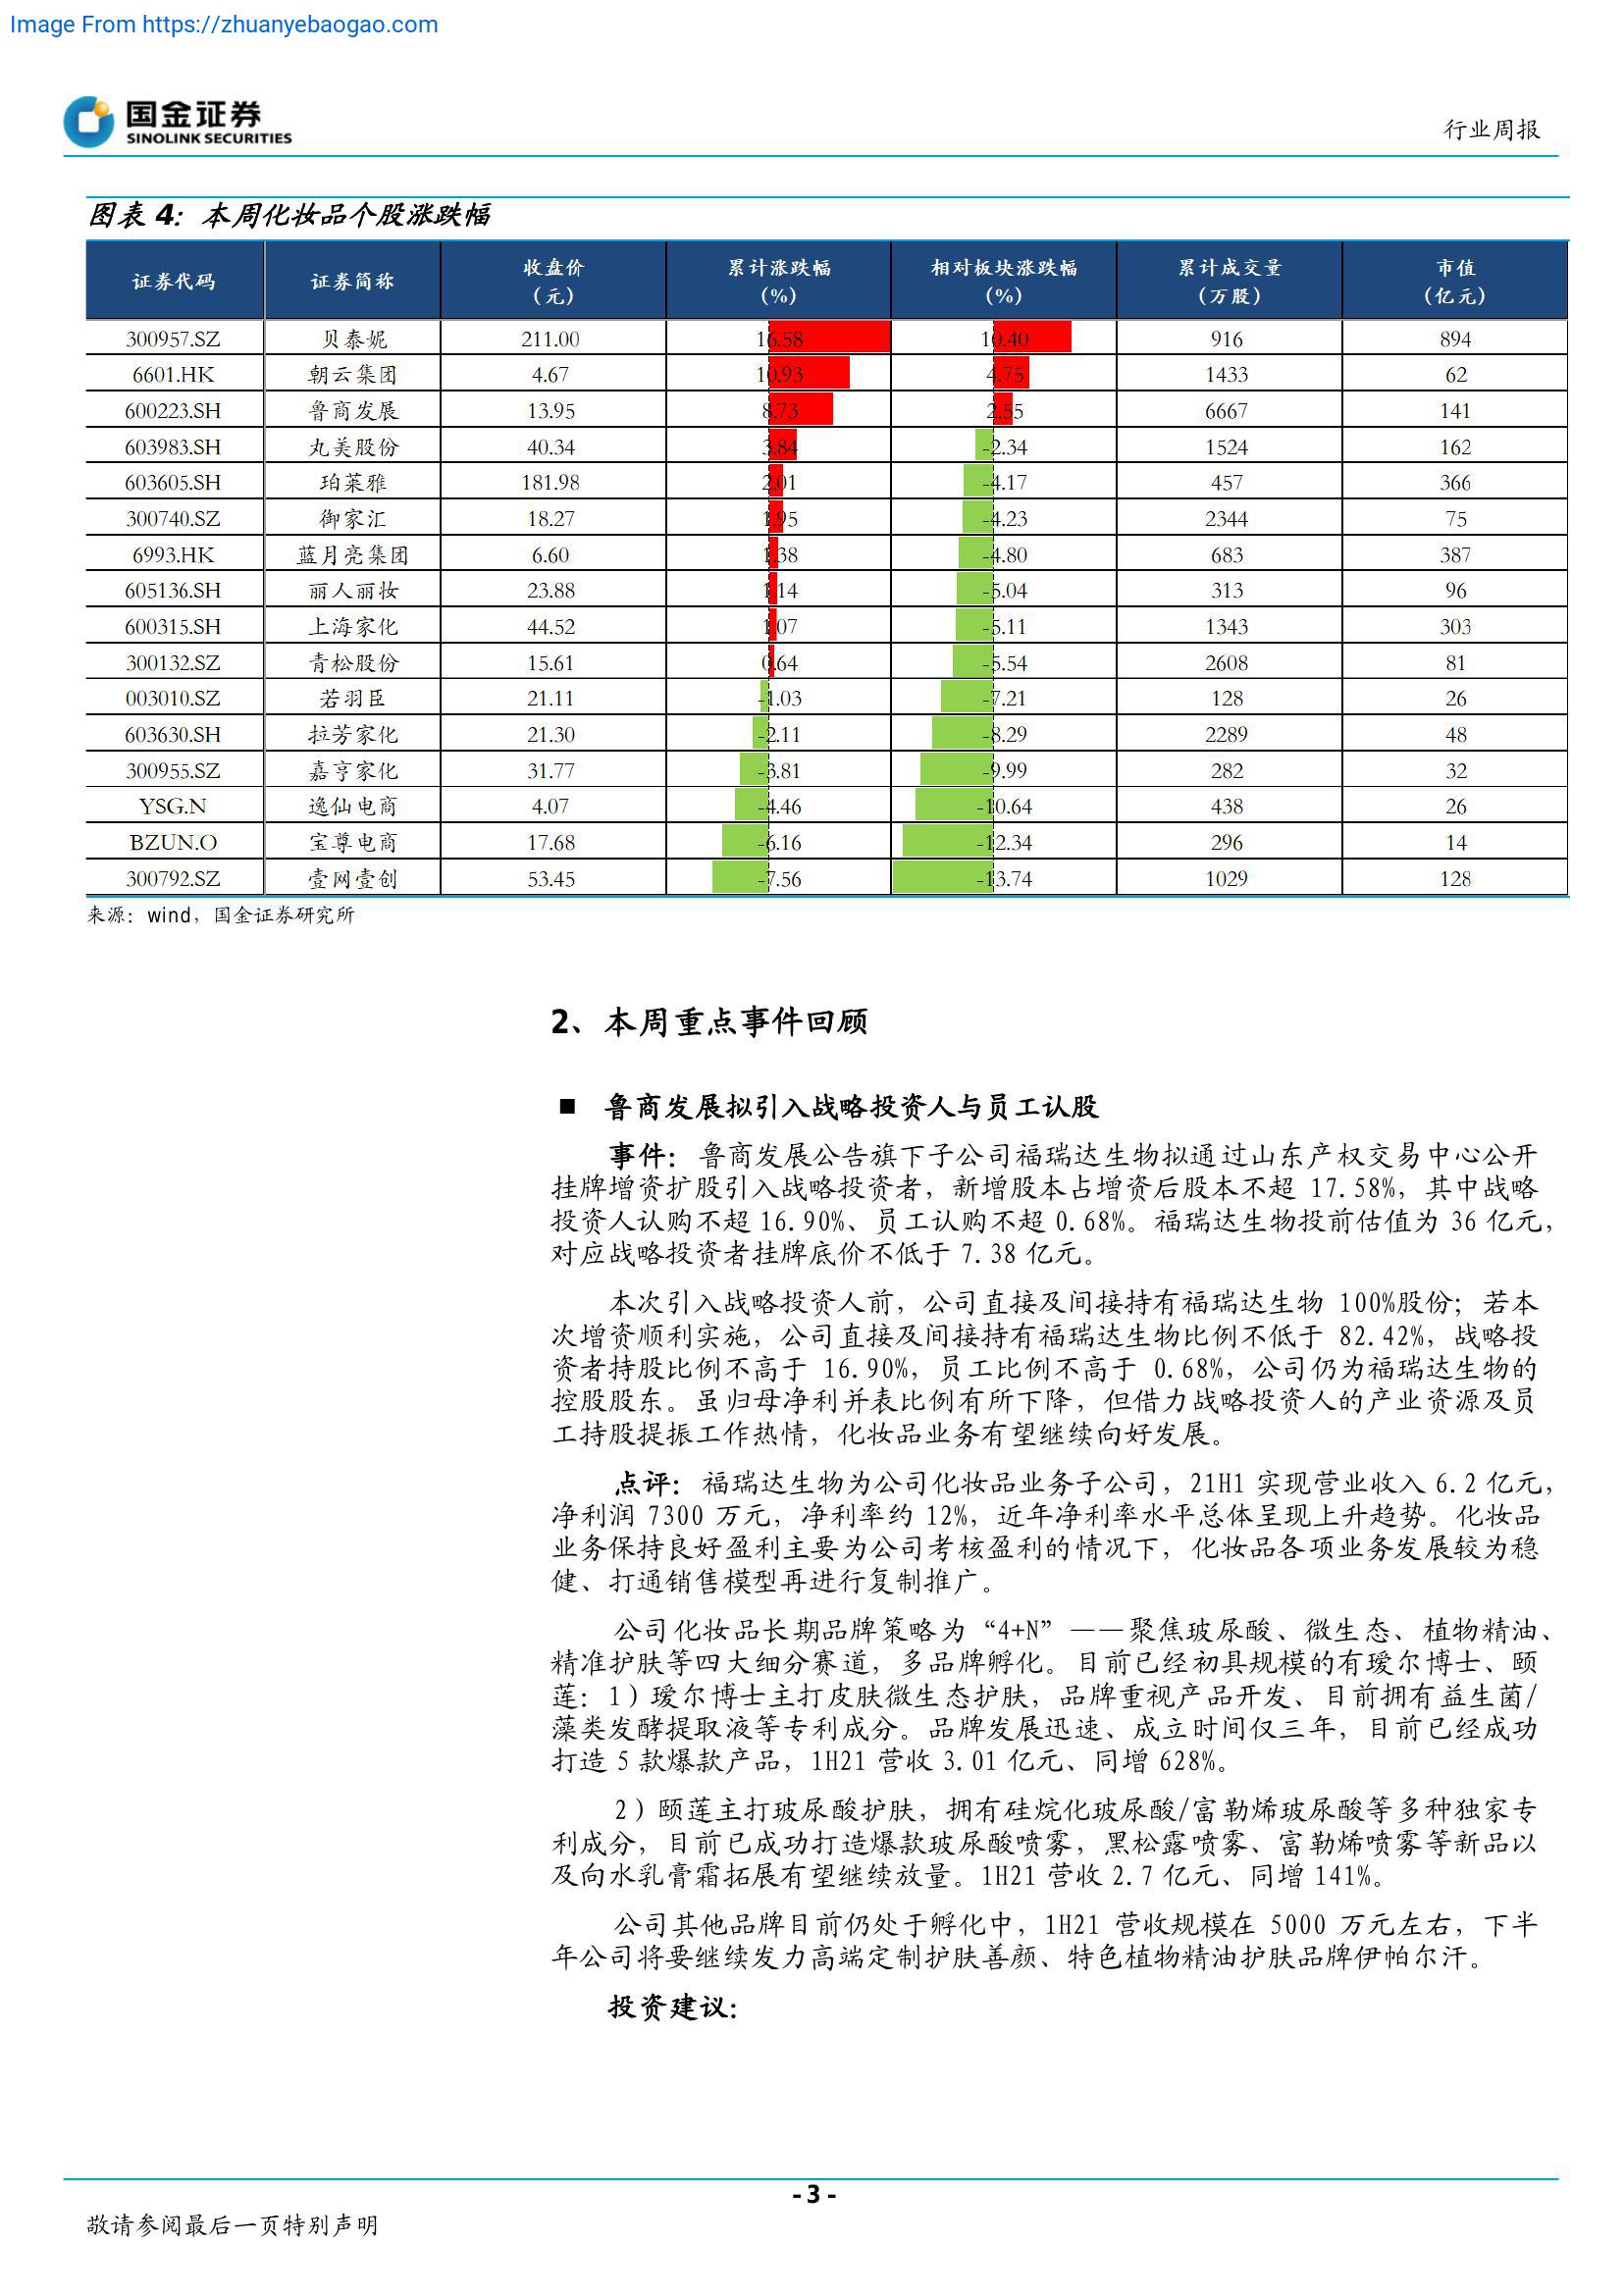 Image From https://zhuanyebaogao.com
国金证券
SINOLINK SECURITIES
行业周报
图表 4：本周化妆品个股涨跌幅
证券代码 证券简称 收盘价（元） 累计涨跌幅（%） 相对板块涨跌幅（%） 累计成交量（万股） 市值（亿元）
300957.SZ 贝泰妮 211.00 16.58 10.40 916 894
6601.HK 朝云集团 4.67 10.93 4.75 1433 62
600223.SH 鲁商发展 13.95 8.73 2.55 6667 141
603983.SH 丸美股份 40.34 3.84 -2.34 1524 162
603605.SH 珀莱雅 181.98 2.01 -4.17 457 366
300740.SZ 御家汇 18.27 1.95 -4.23 2344 75
6993.HK 蓝月亮集团 6.60 1.38 -4.80 683 387
605136.SH 丽人丽妆 23.88 1.14 -5.04 313 96
600315.SH 上海家化 44.52 1.07 -5.11 1343 303
300132.SZ 青松股份 15.61 0.64 -5.54 2608 81
003010.SZ 若羽臣 21.11 -1.03 -7.21 128 26
603630.SH 拉芳家化 21.30 -2.11 -8.29 2289 48
300955.SZ 嘉亨家化 31.77 -3.81 -9.99 282 32
YSG.N 逸仙电商 4.07 -4.46 -10.64 438 26
BZUN.O 宝尊电商 17.68 -6.16 -12.34 296 14
300792.SZ 壹网壹创 53.45 -7.56 -13.74 1029 128
来源：wind，国金证券研究所
2、本周重点事件回顾
■ 鲁商发展拟引入战略投资人与员工认股
事件：鲁商发展公告旗下子公司福瑞达生物拟通过山东产权交易中心公开
挂牌增资扩股引入战略投资者，新增股本占增资后股本不超 17.58%，其中战略
投资人认购不超 16.90%、员工认购不超 0.68%。福瑞达生物投前估值为 36 亿元，
对应战略投资者挂牌底价不低于 7.38 亿元。
本次引入战略投资人前，公司直接及间接持有福瑞达生物 100%股份；若本
次增资顺利实施，公司直接及间接持有福瑞达生物比例不低于 82.42%，战略投
资者持股比例不高于 16.90%，员工比例不高于 0.68%，公司仍为福瑞达生物的
控股股东。虽归母净利并表比例有所下降，但借力战略投资人的产业资源及员
工持股提振工作热情，化妆品业务有望继续向好发展。
点评：福瑞达生物为公司化妆品业务子公司，21H1 实现营业收入 6.2 亿元，
净利润 7300 万元，净利率约 12%，近年净利率水平总体呈现上升趋势。化妆品
业务保持良好盈利主要为公司考核盈利的情况下，化妆品各项业务发展较为稳
健、打通销售模型再进行复制推广。
公司化妆品长期品牌策略为“4+N”——聚焦玻尿酸、微生态、植物精油、
精准护肤等四大细分赛道，多品牌孵化。目前已经初具规模的有瑷尔博士、颐
莲：1）瑷尔博士主打皮肤微生态护肤，品牌重视产品开发、目前拥有益生菌/
藻类发酵提取液等专利成分。品牌发展迅速、成立时间仅三年，目前已经成功
打造 5 款爆款产品，1H21 营收 3.01 亿元、同增 628%。
2）颐莲主打玻尿酸护肤，拥有硅烷化玻尿酸/富勒烯玻尿酸等多种独家专
利成分，目前已成功打造爆款玻尿酸喷雾，黑松露喷雾、富勒烯喷雾等新品以
及向水乳膏霜拓展有望继续放量。1H21 营收 2.7 亿元、同增 141%。
公司其他品牌目前仍处于孵化中，1H21 营收规模在 5000 万元左右，下半
年公司将要继续发力高端定制护肤善颜、特色植物精油护肤品牌伊帕尔汗。
投资建议：
- 3 -
敬请参阅最后一页特别声明